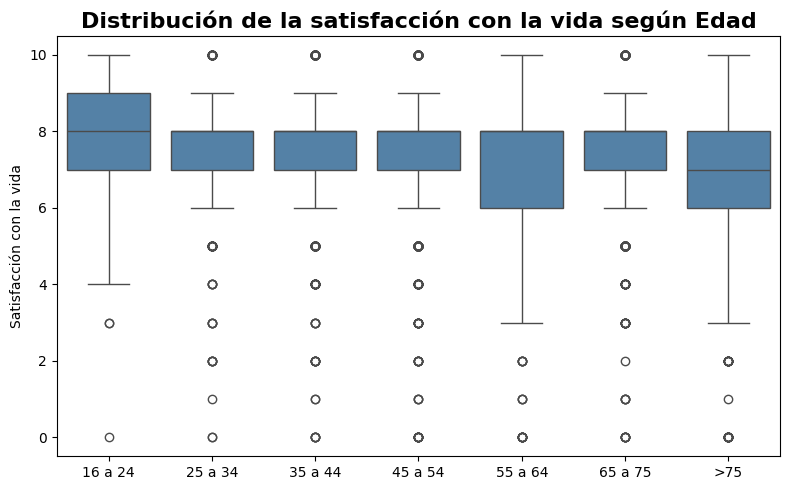 Distribución de la satisfacción con la vida según Edad
Satisfacción con la vida
10
8
6
4
2
0
16 a 24
25 a 34
35 a 44
45 a 54
55 a 64
65 a 75
>75